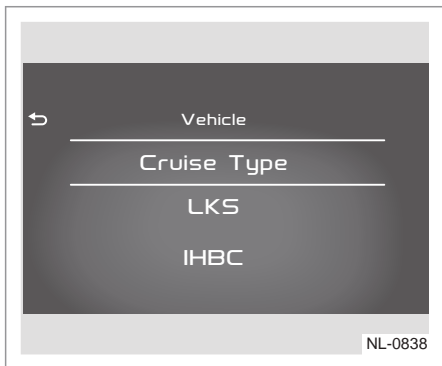 Vehicle
Cruise Type
LKS
IHBC
NL-0838